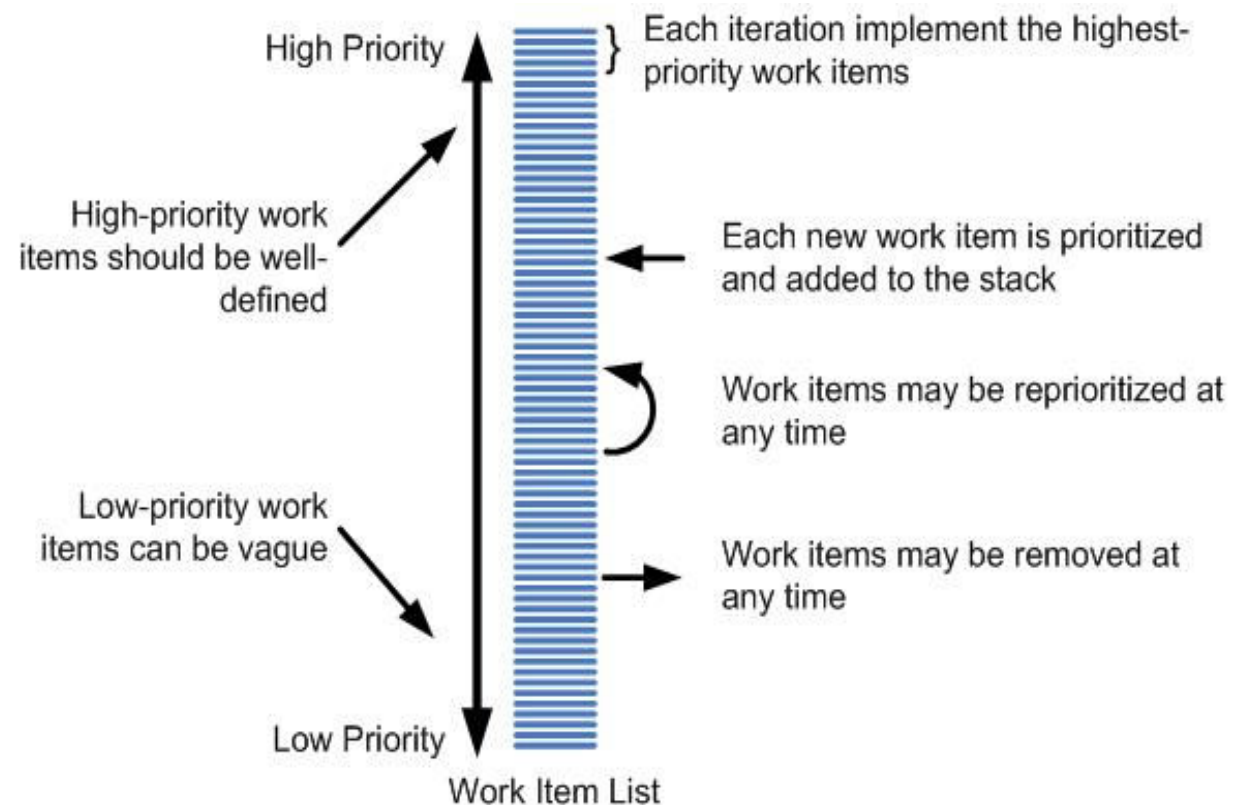 High Priority
Each iteration implement the highest-
priority work items
High-priority work
items should be well-
defined
Each new work item is prioritized
and added to the stack
Work items may be reprioritized at
any time
Low-priority work
items can be vague
Work items may be removed at
any time
Low Priority
Work Item List